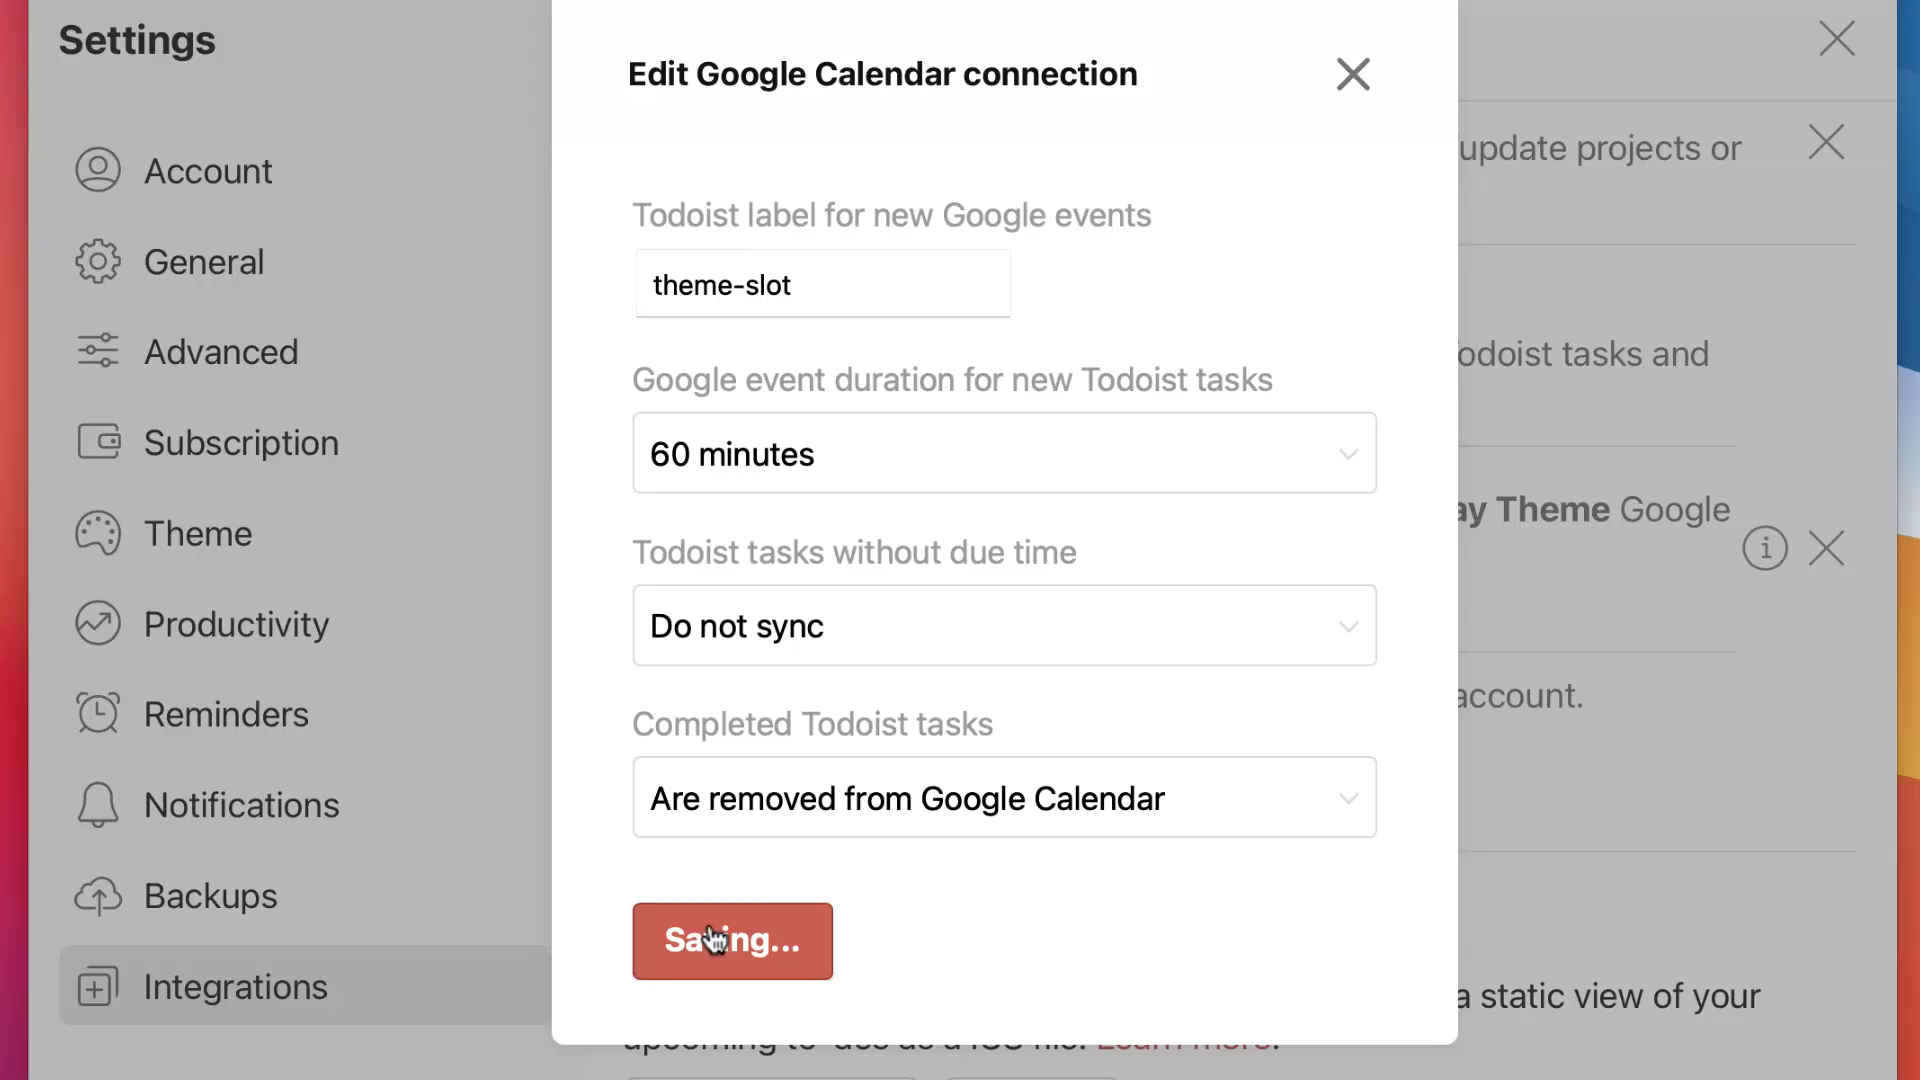 Settings
Account
General
Advanced
Subscription
Theme
Productivity
Reminders
Notifications
Backups
Integrations
Edit Google Calendar connection
Todoist label for new Google events
theme-slot
Google event duration for new Todoist tasks
60 minutes
Todoist tasks without due time
Do not sync
Completed Todoist tasks
Are removed from Google Calendar
Saving...
update projects or
odoist tasks and
ay Theme Google
account.
a static view of your